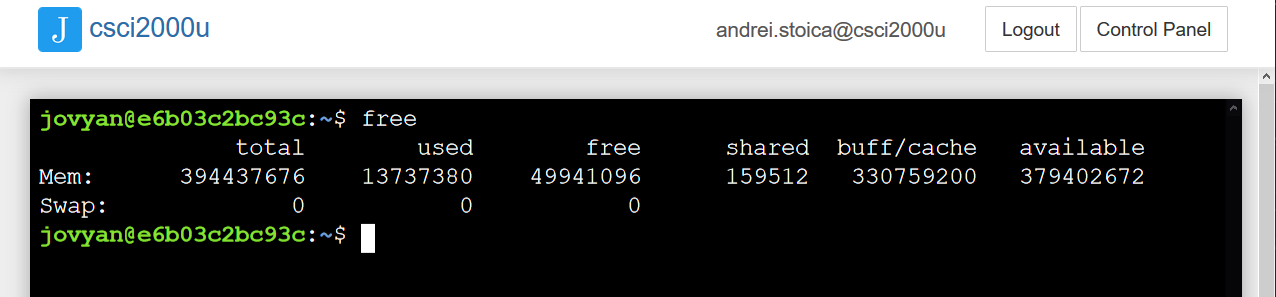 J csci2000u andrei.stoica@csci2000u Logout Control Panel
jovyan@e6b03c2bc93c:~$ free
total used free shared buff/cache available
Mem: 394437676 13737380 49941096 159512 330759200 379402672
Swap: 0 0 0
jovyan@e6b03c2bc93c:~$